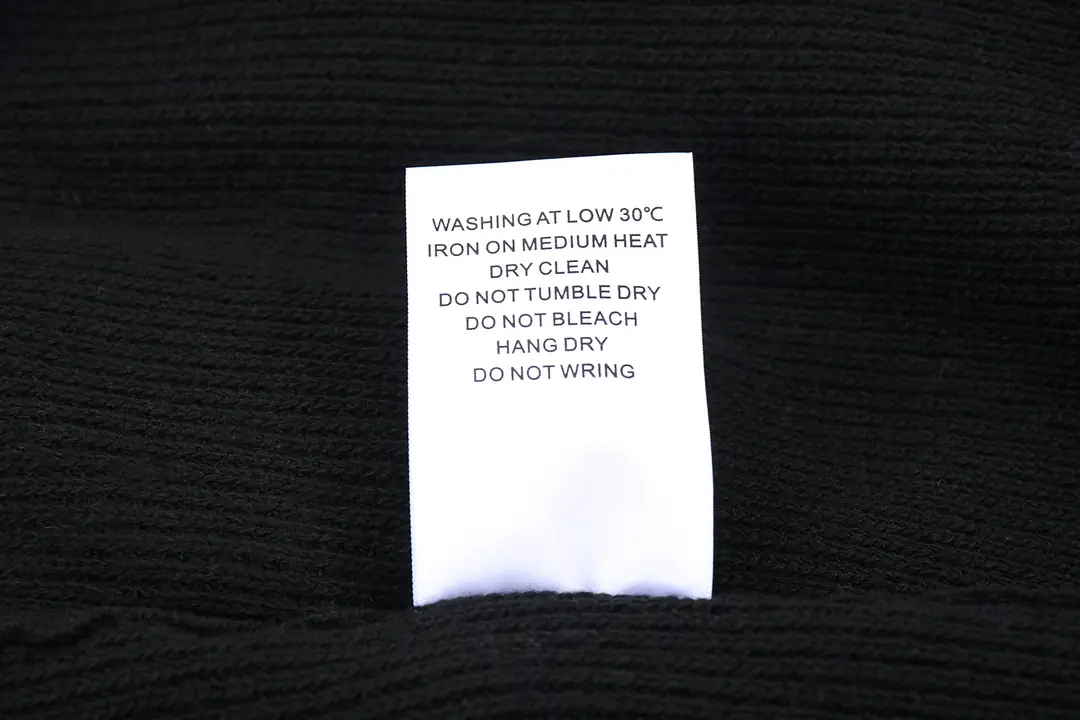 WASHING AT LOW 30℃
IRON ON MEDIUM HEAT
DRY CLEAN
DO NOT TUMBLE DRY
DO NOT BLEACH
HANG DRY
DO NOT WRING